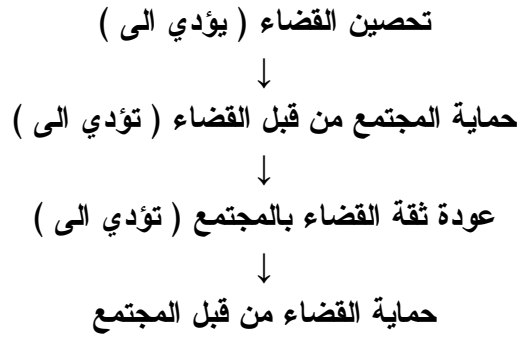 تحصين القضاء ( يؤدي الى )
↓
حماية المجتمع من قبل القضاء ( تؤدي الى )
↓
عودة ثقة القضاء بالمجتمع ( تؤدي الى )
↓
حماية القضاء من قبل المجتمع